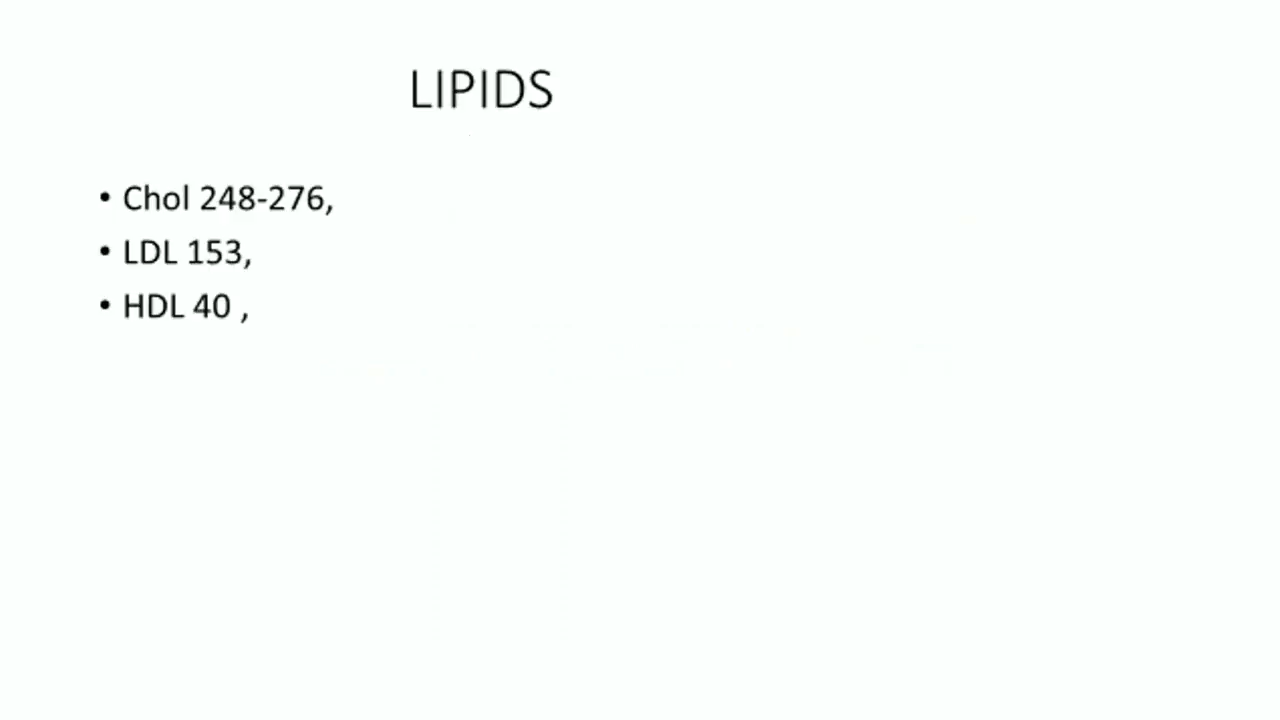 LIPIDS
• Chol 248-276,
• LDL 153,
• HDL 40 ,